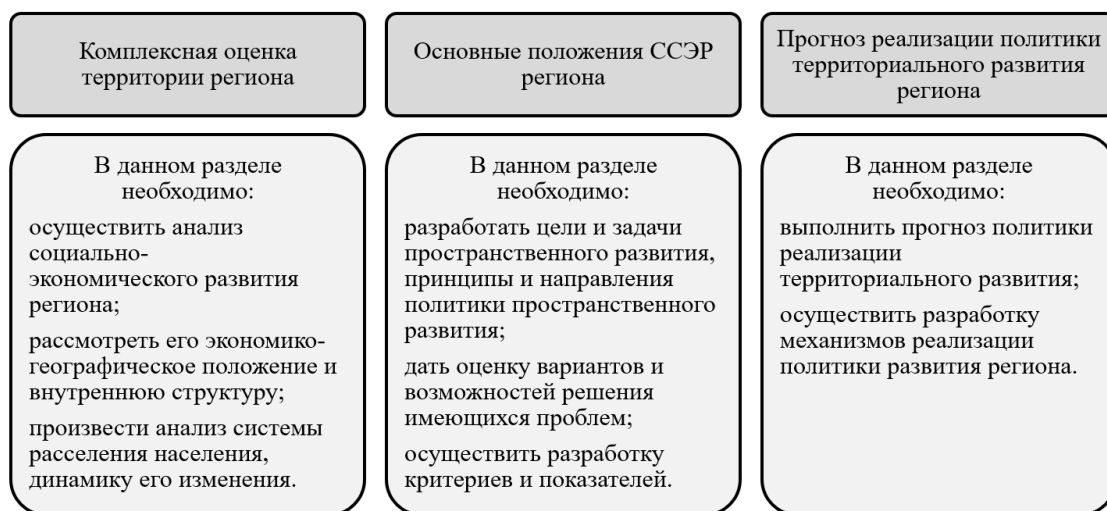 Комплексная оценка
территории региона
В данном разделе
необходимо:
осуществить анализ
социально-
экономического развития
региона;
рассмотреть его экономико-
географическое положение и
внутреннюю структуру;
произвести анализ системы
расселения населения,
динамику его изменения.
Основные положения ССЭР
региона
В данном разделе
необходимо:
разработать цели и задачи
пространственного развития,
принципы и направления
политики пространственного
развития;
дать оценку вариантов и
возможностей решения
имеющихся проблем;
осуществить разработку
критериев и показателей.
Прогноз реализации политики
территориального развития
региона
В данном разделе
необходимо:
выполнить прогноз политики
реализации
территориального развития;
осуществить разработку
механизмов реализации
политики развития региона.